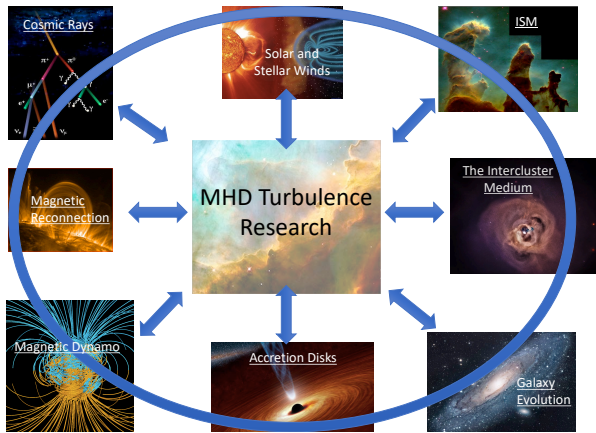 Cosmic Rays
π⁺
π⁰
γ
γ
μ⁺
γ
γ
e⁺
e⁻
Solar and
Stellar Winds
ISM
Magnetic
Reconnection
MHD Turbulence
Research
The Intercluster
Medium
Magnetic Dynamo
Accretion Disks
Galaxy
Evolution